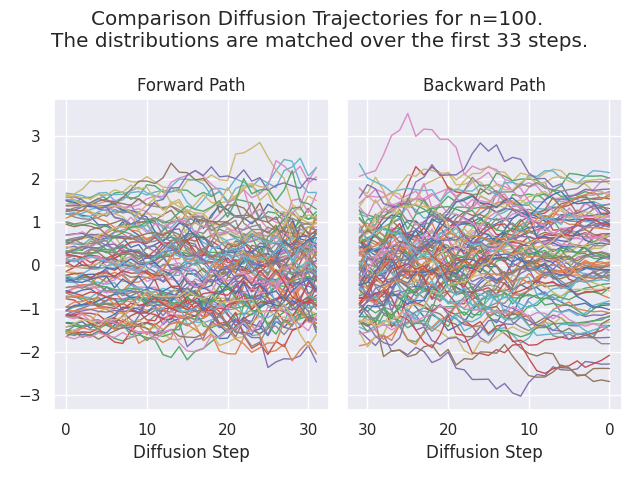 Comparison Diffusion Trajectories for n=100.
The distributions are matched over the first 33 steps.
Forward Path
Backward Path
3
2
1
0
−1
−2
−3
0 10 20 30
30 20 10 0
Diffusion Step
Diffusion Step